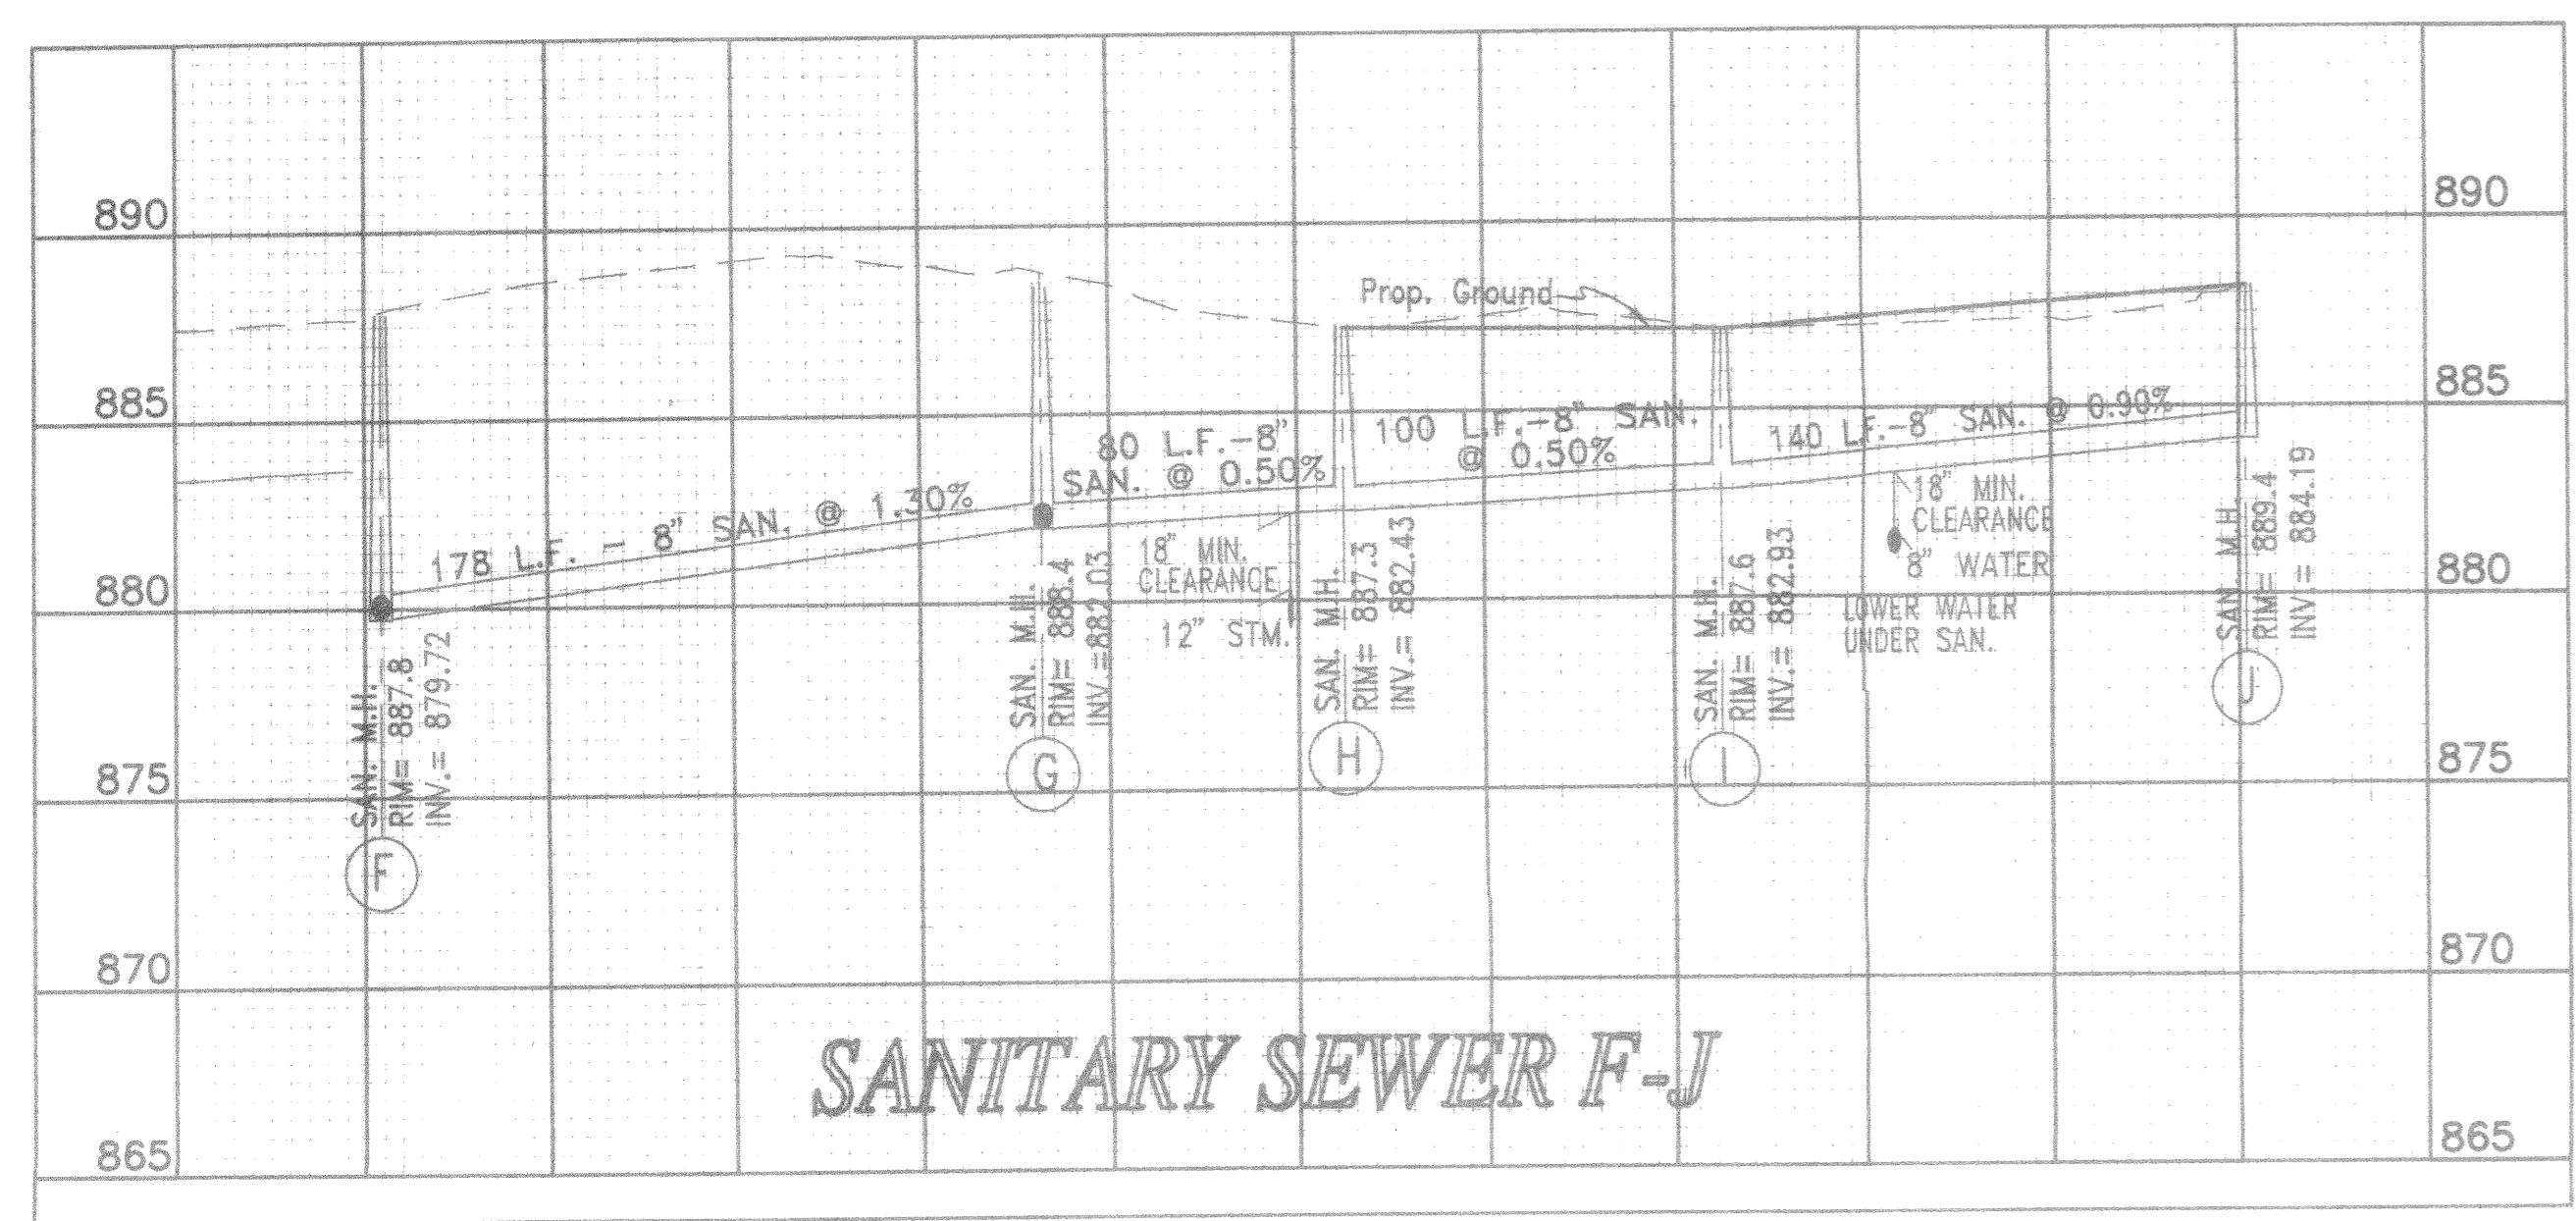 890
890
Prop. Ground
885
885
178 L.F. - 8" SAN. @ 1.30%
80 L.F.-8"
SAN. @ 0.50%
100 L.F.-8" SAN.
@ 0.50%
140 L.F.-8" SAN. @ 0.90%
18" MIN.
CLEARANCE
12" STM.
18" MIN.
CLEARANCE
8" WATER
LOWER WATER
UNDER SAN.
880
880
SAN. M.H.
RIM= 887.8
INV.= 879.72
F
SAN. M.H.
RIM= 888.4
INV.=882.03
G
SAN. M.H.
RIM= 887.3
INV.= 882.43
H
SAN. M.H.
RIM= 887.6
INV.= 882.93
I
SAN. M.H.
RIM= 889.4
INV.= 884.19
J
875
875
870
870
SANITARY SEWER F-J
865
865